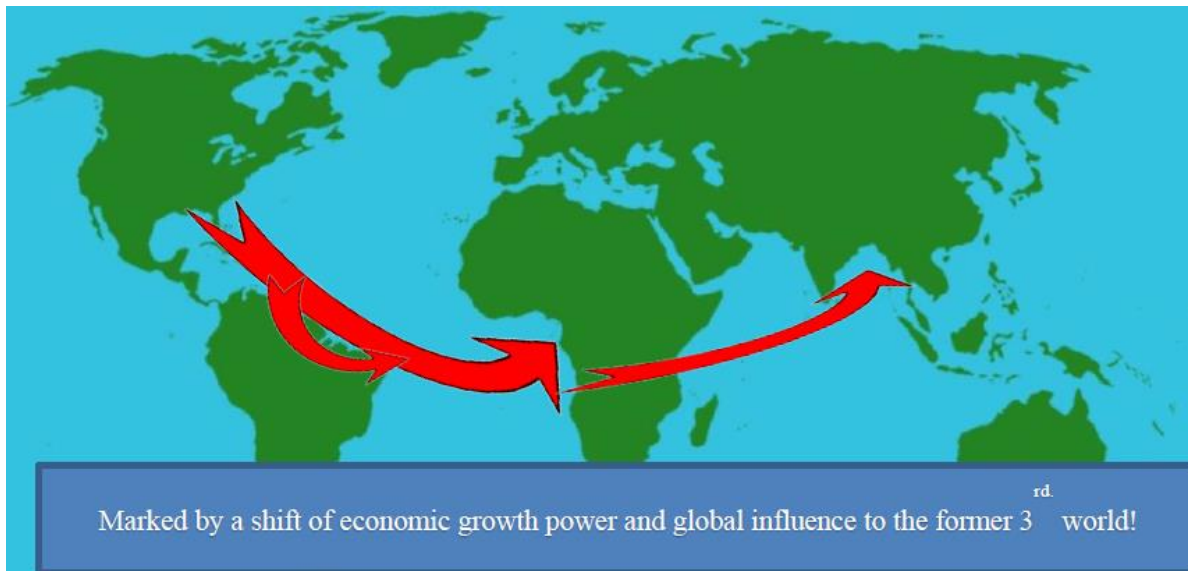 Marked by a shift of economic growth power and global influence to the former 3rd. world!